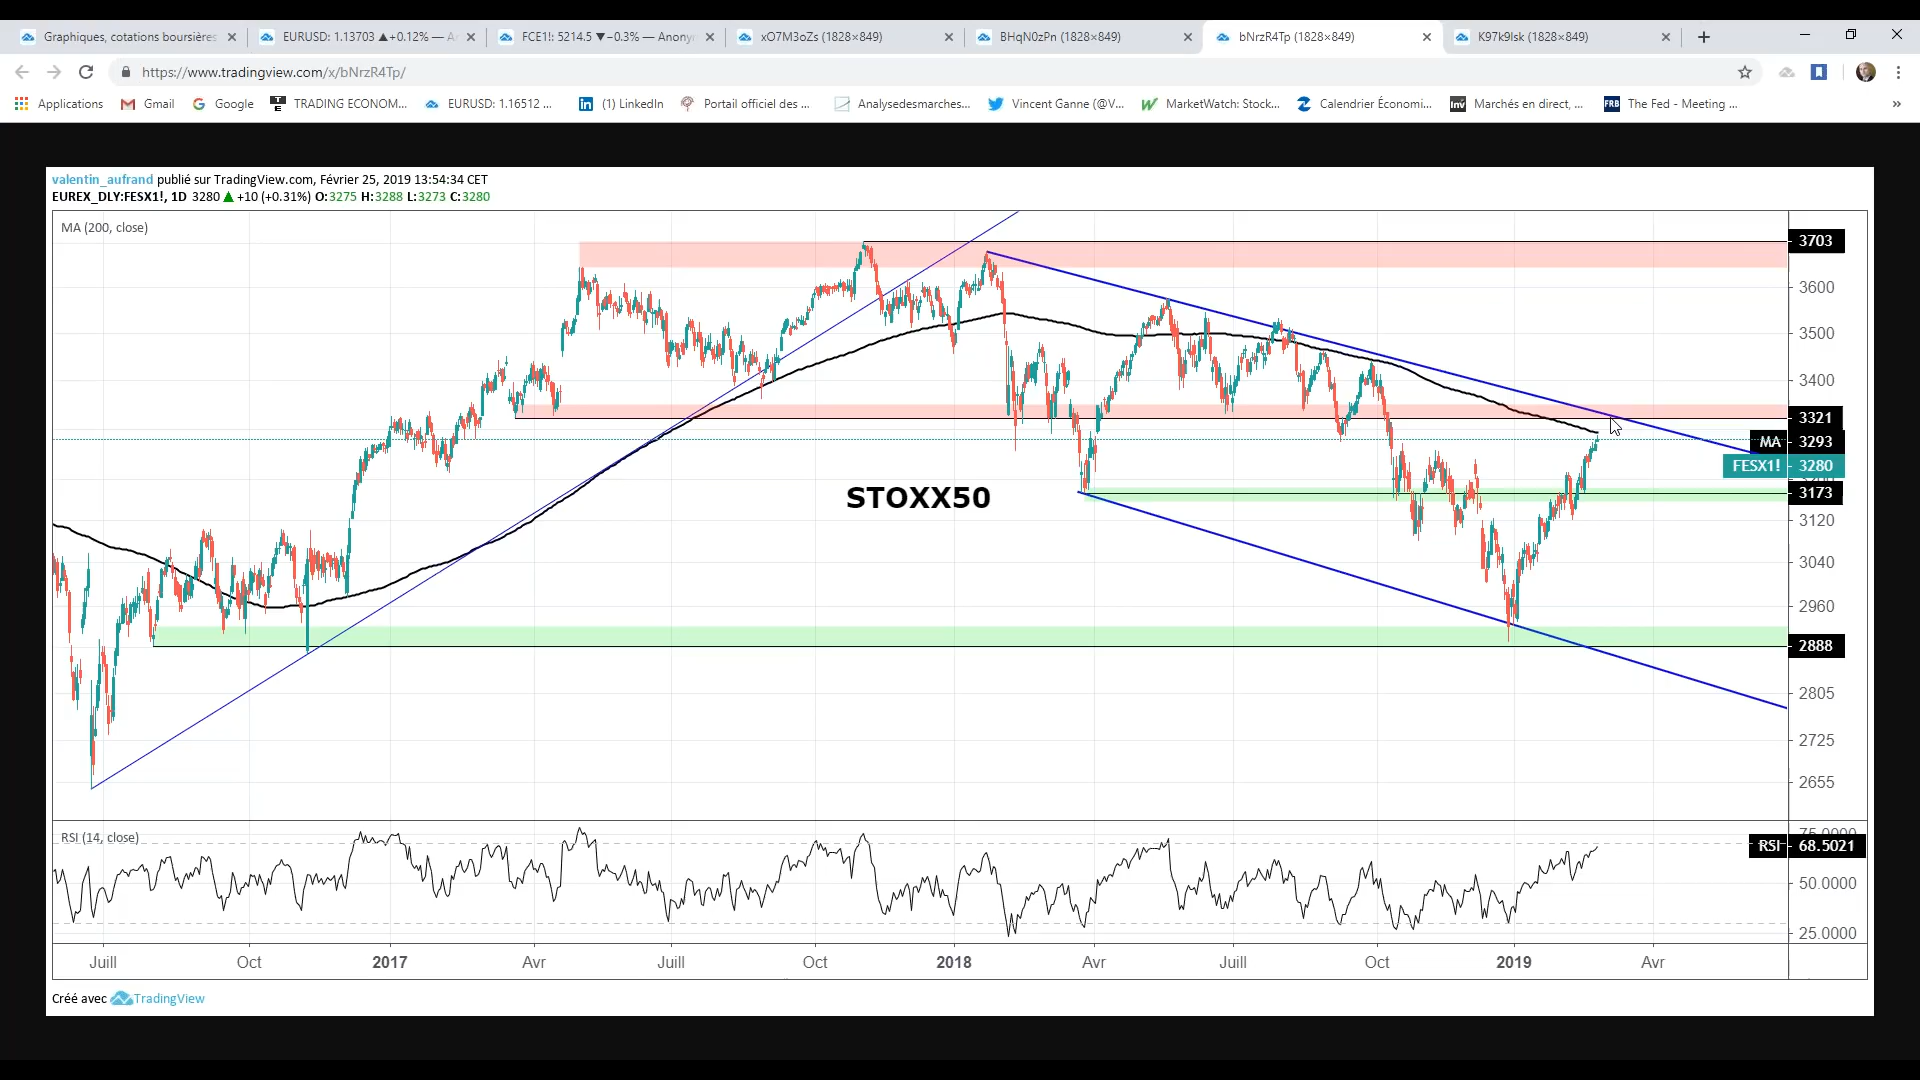 Graphiques, cotations boursières
EURUSD: 1.13703 ▲+0.12% — A
FCE1!: 5214.5 ▼−0.3% — Anony
xO7M3oZs (1828×849)
BHqN0zPn (1828×849)
bNrzR4Tp (1828×849)
K97k9Isk (1828×849)
https://www.tradingview.com/x/bNrzR4Tp/
Applications
Gmail
Google
TRADING ECONOM...
EURUSD: 1.16512 ...
(1) LinkedIn
Portail officiel des ...
Analysedesmarches...
Vincent Ganne (@V...
MarketWatch: Stock...
Calendrier Économi...
Marchés en direct, ...
The Fed - Meeting ...
valentin_aufrand publié sur TradingView.com, Février 25, 2019 13:54:34 CET
EUREX_DLY:FESX1!, 1D 3280 ▲ +10 (+0.31%) O:3275 H:3288 L:3273 C:3280
MA (200, close)
3703
3600
3500
3400
3321
MA 3293
FESX1! 3280
3173
STOXX50
3120
3040
2960
2888
2805
2725
2655
RSI (14, close)
75.0000
RSI 68.5021
50.0000
25.0000
Juill Oct 2017 Avr Juill Oct 2018 Avr Juill Oct 2019 Avr
Créé avec TradingView